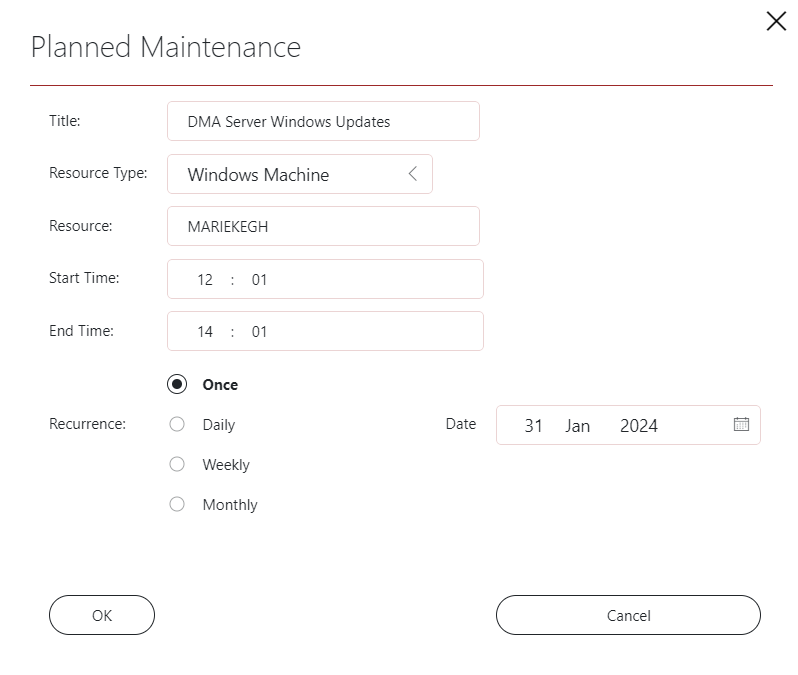 Planned Maintenance
Title: DMA Server Windows Updates
Resource Type: Windows Machine
Resource: MARIEKEGH
Start Time: 12 : 01
End Time: 14 : 01
Once
Recurrence: Daily Date 31 Jan 2024
Weekly
Monthly
OK Cancel